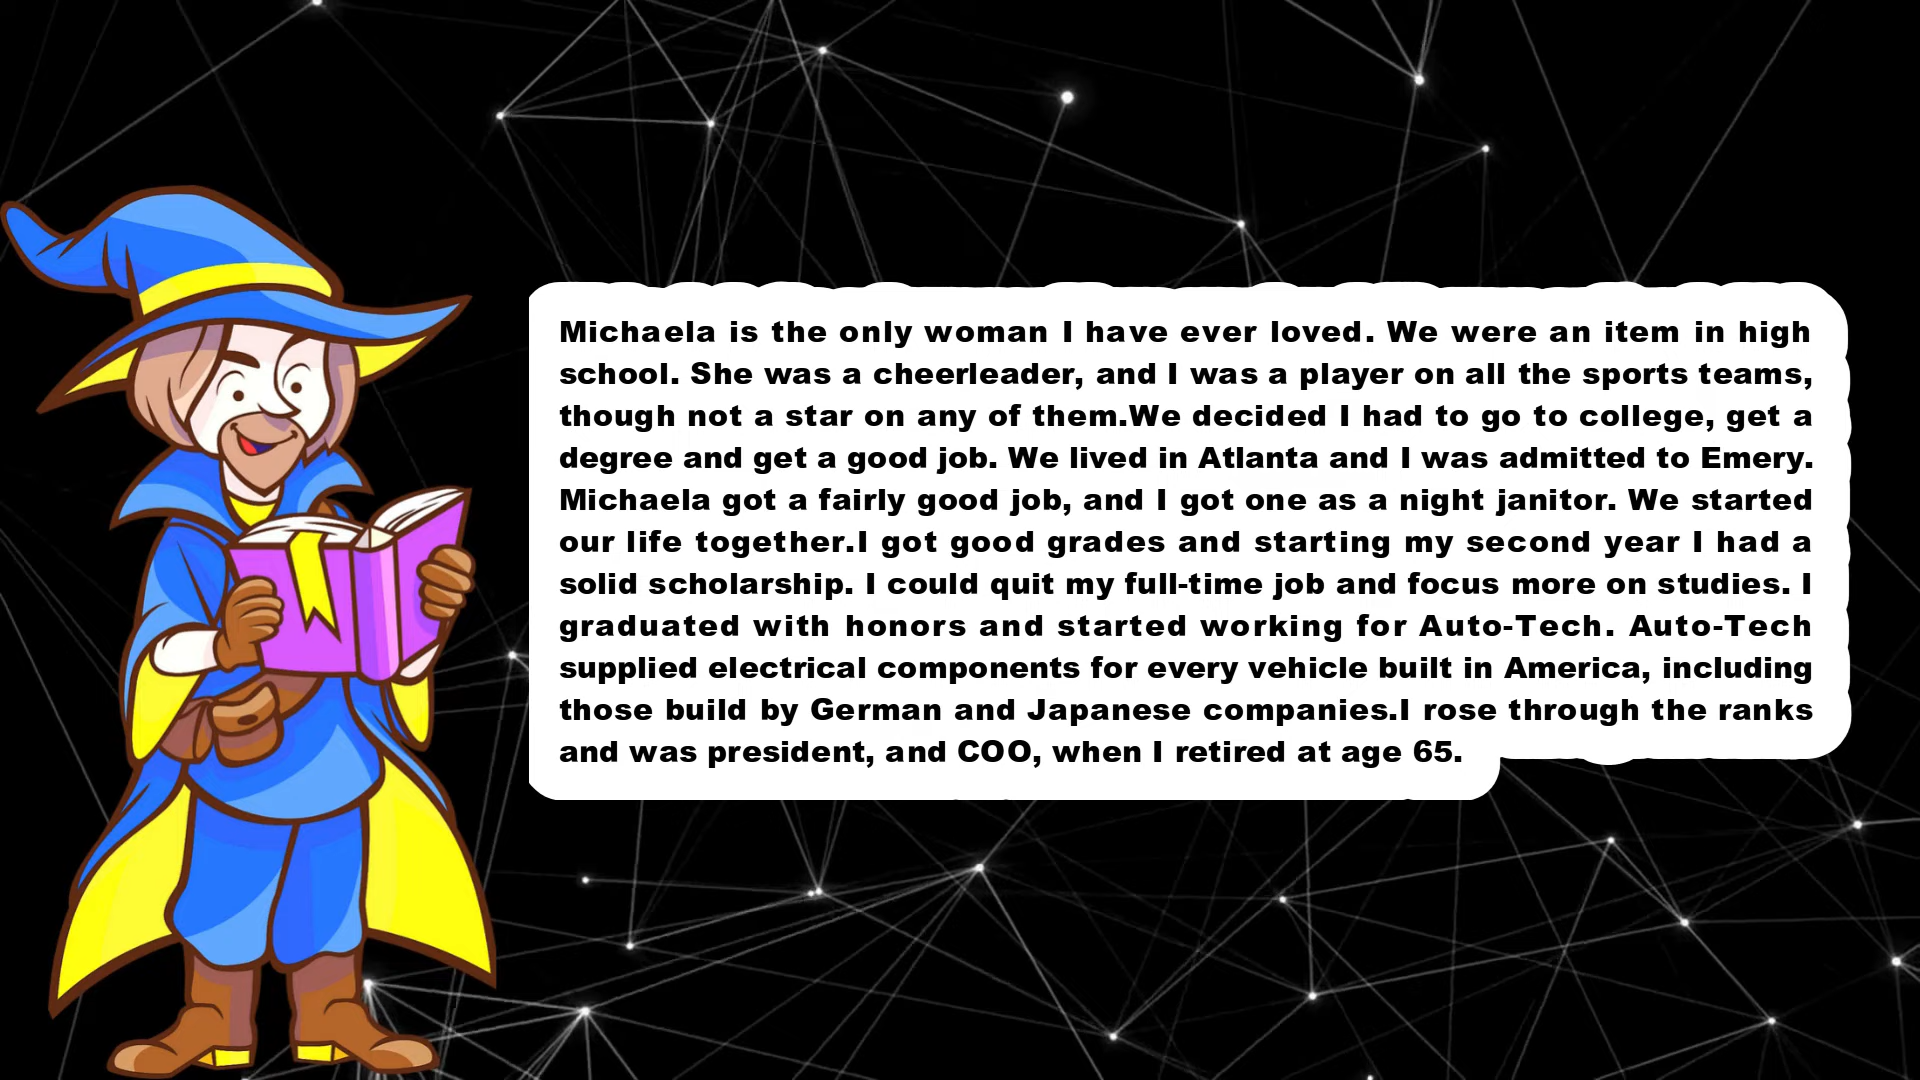 Michaela is the only woman I have ever loved. We were an item in high
school. She was a cheerleader, and I was a player on all the sports teams,
though not a star on any of them.We decided I had to go to college, get a
degree and get a good job. We lived in Atlanta and I was admitted to Emery.
Michaela got a fairly good job, and I got one as a night janitor. We started
our life together.I got good grades and starting my second year I had a
solid scholarship. I could quit my full-time job and focus more on studies. I
graduated with honors and started working for Auto-Tech. Auto-Tech
supplied electrical components for every vehicle built in America, including
those build by German and Japanese companies.I rose through the ranks
and was president, and COO, when I retired at age 65.